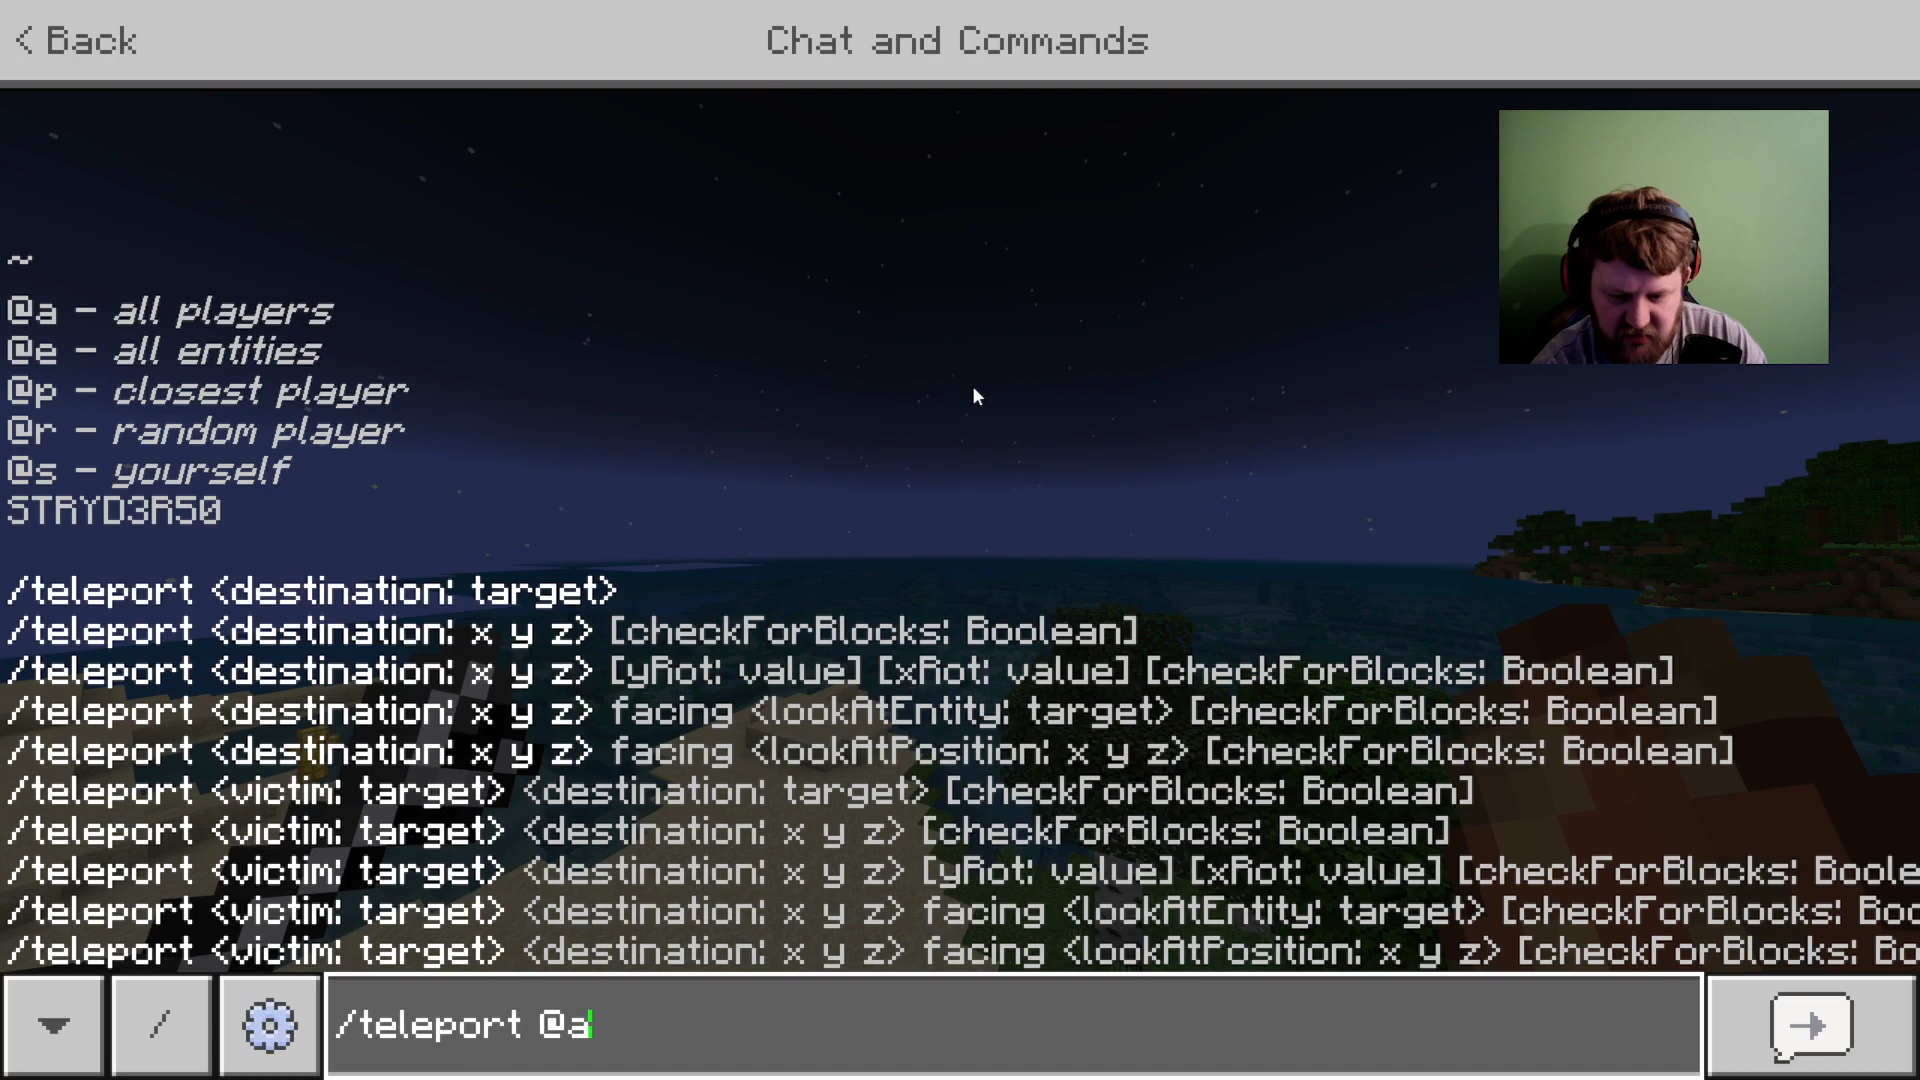 < Back
Chat and Commands
~
@a - all players
@e - all entities
@p - closest player
@r - random player
@s - yourself
STRYD3R50
/teleport <destination: target>
/teleport <destination: x y z> [checkForBlocks: Boolean]
/teleport <destination: x y z> [yRot: value] [xRot: value] [checkForBlocks: Boolean]
/teleport <destination: x y z> facing <lookAtEntity: target> [checkForBlocks: Boolean]
/teleport <destination: x y z> facing <lookAtPosition: x y z> [checkForBlocks: Boolean]
/teleport <victim: target> <destination: target> [checkForBlocks: Boolean]
/teleport <victim: target> <destination: x y z> [checkForBlocks: Boolean]
/teleport <victim: target> <destination: x y z> [yRot: value] [xRot: value] [checkForBlocks: Boole
/teleport <victim: target> <destination: x y z> facing <lookAtEntity: target> [checkForBlocks: Boo
/teleport <victim: target> <destination: x y z> facing <lookAtPosition: x y z> [checkForBlocks: Bo
/
/teleport @a